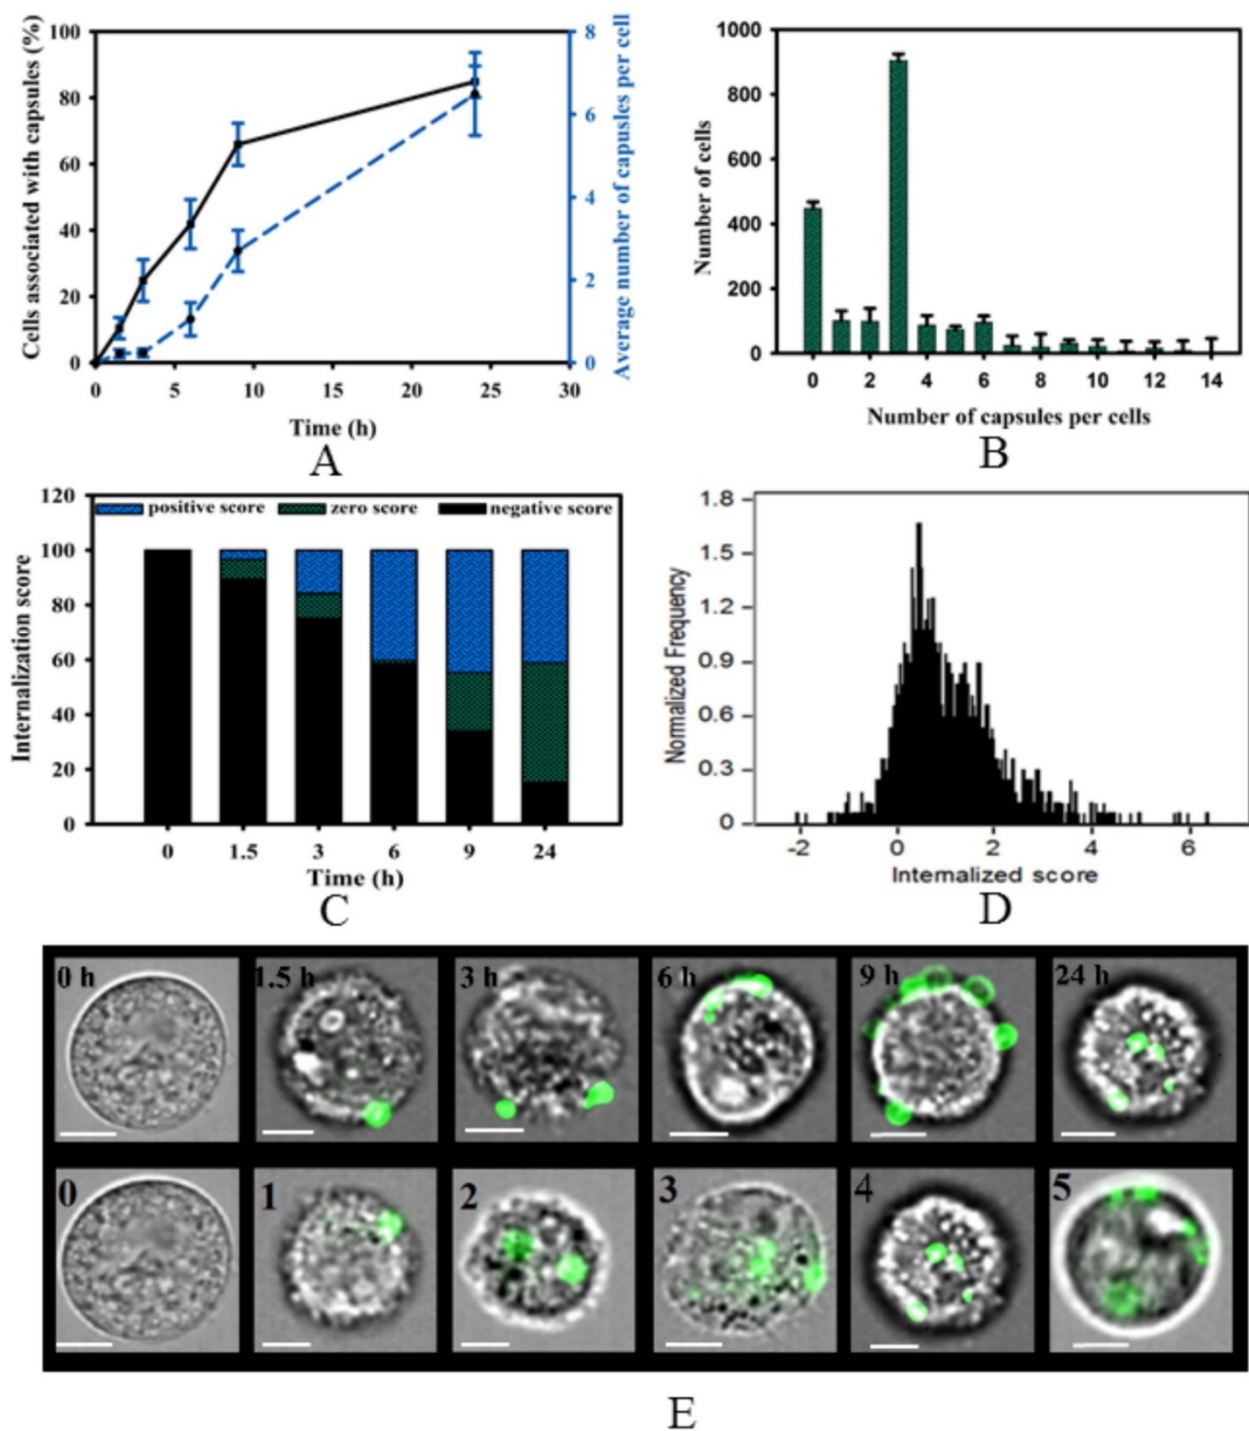 Cells associated with capsules (%)
100
80
60
40
20
0
0 5 10 15 20 25 30
Time (h)
8
6
4
2
0
Average number of capusles per cell
A
Number of cells
1000
800
600
400
200
0
0 2 4 6 8 10 12 14
Number of capsules per cells
B
Internalization score
120
100
80
60
40
20
0
positive score zero score negative score
0 1.5 3 6 9 24
Time (h)
C
Normalized Frequency
1.8
1.5
1.2
0.9
0.6
0.3
0
-2 0 2 4 6
Internalized score
D
0 h 1.5 h 3 h 6 h 9 h 24 h
0 1 2 3 4 5
E